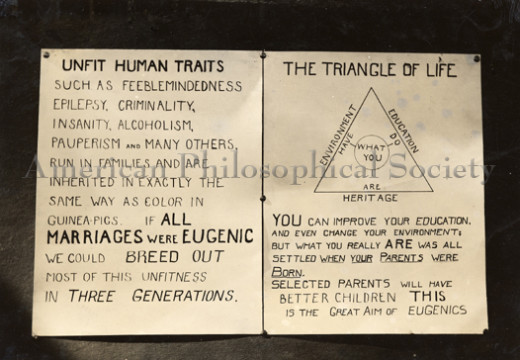 UNFIT HUMAN TRAITS
SUCH AS FEEBLEMINDEDNESS
EPILEPSY, CRIMINALITY,
INSANITY, ALCOHOLISM,
PAUPERISM AND MANY OTHERS,
RUN IN FAMILIES AND ARE
INHERITED IN EXACTLY THE
SAME WAY AS COLOR IN
GUINEA-PIGS. IF ALL
MARRIAGES WERE EUGENIC
WE COULD BREED OUT
MOST OF THIS UNFITNESS
IN THREE GENERATIONS.
THE TRIANGLE OF LIFE
ENVIRONMENT
HAVE
EDUCATION
DO
WHAT
YOU
ARE
HERITAGE
YOU CAN IMPROVE YOUR EDUCATION,
AND EVEN CHANGE YOUR ENVIRONMENT;
BUT WHAT YOU REALLY ARE WAS ALL
SETTLED WHEN YOUR PARENTS WERE
BORN.
SELECTED PARENTS WILL HAVE
BETTER CHILDREN THIS
IS THE GREAT AIM OF EUGENICS
American Philosophical Society